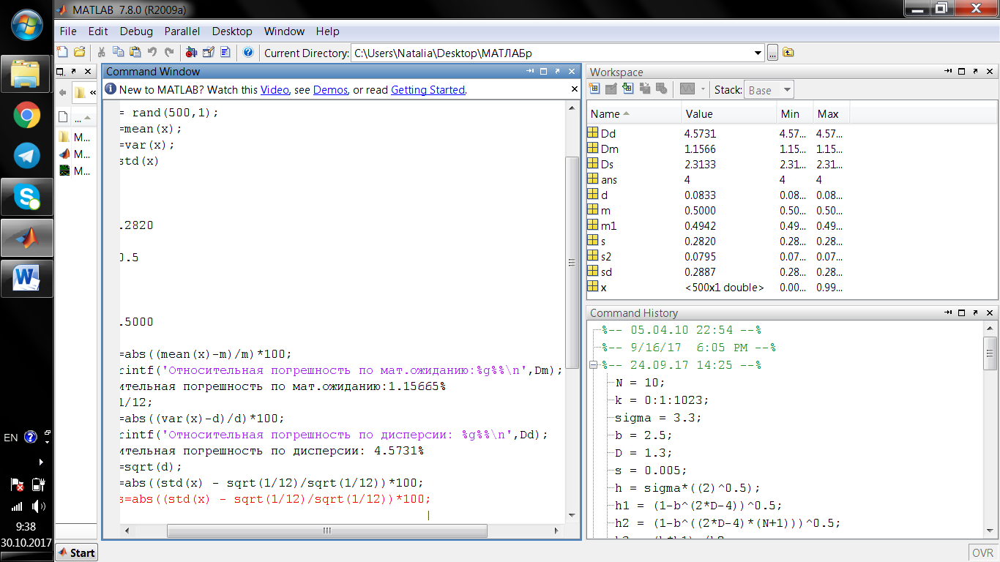 MATLAB 7.8.0 (R2009a)
File Edit Debug Parallel Desktop Window Help
Current Directory: C:\Users\Natalia\Desktop\МАТЛАБр
...
«
...
M...
M...
M...
Command Window
New to MATLAB? Watch this Video, see Demos, or read Getting Started.
= rand(500,1);
=mean(x);
=var(x);
std(x)
.2820
0.5
.5000
=abs((mean(x)-m)/m)*100;
rintf('Относительная погрешность по мат.ожиданию:%g%%\n',Dm);
ительная погрешность по мат.ожиданию:1.15665%
1/12;
=abs((var(x)-d)/d)*100;
rintf('Относительная погрешность по дисперсии: %g%%\n',Dd);
ительная погрешность по дисперсии: 4.5731%
=sqrt(d);
=abs((std(x) - sqrt(1/12)/sqrt(1/12))*100;
s=abs((std(x) - sqrt(1/12)/sqrt(1/12))*100;
Workspace
Stack: Base
Name Value Min Max
Dd 4.5731 4.57... 4.57...
Dm 1.1566 1.15... 1.15...
Ds 2.3133 2.31... 2.31...
ans 4 4 4
d 0.0833 0.08... 0.08...
m 0.5000 0.50... 0.50...
m1 0.4942 0.49... 0.49...
s 0.2820 0.28... 0.28...
s2 0.0795 0.07... 0.07...
sd 0.2887 0.28... 0.28...
x <500x1 double> 0.00... 0.99...
Command History
%-- 05.04.10 22:54 --%
%-- 9/16/17 6:05 PM --%
%-- 24.09.17 14:25 --%
N = 10;
k = 0:1:1023;
sigma = 3.3;
b = 2.5;
D = 1.3;
s = 0.005;
h = sigma*((2)^0.5);
h1 = (1-b^(2*D-4))^0.5;
h2 = (1-b^((2*D-4)*(N+1)))^0.5;
EN
9:38
30.10.2017
Start
OVR